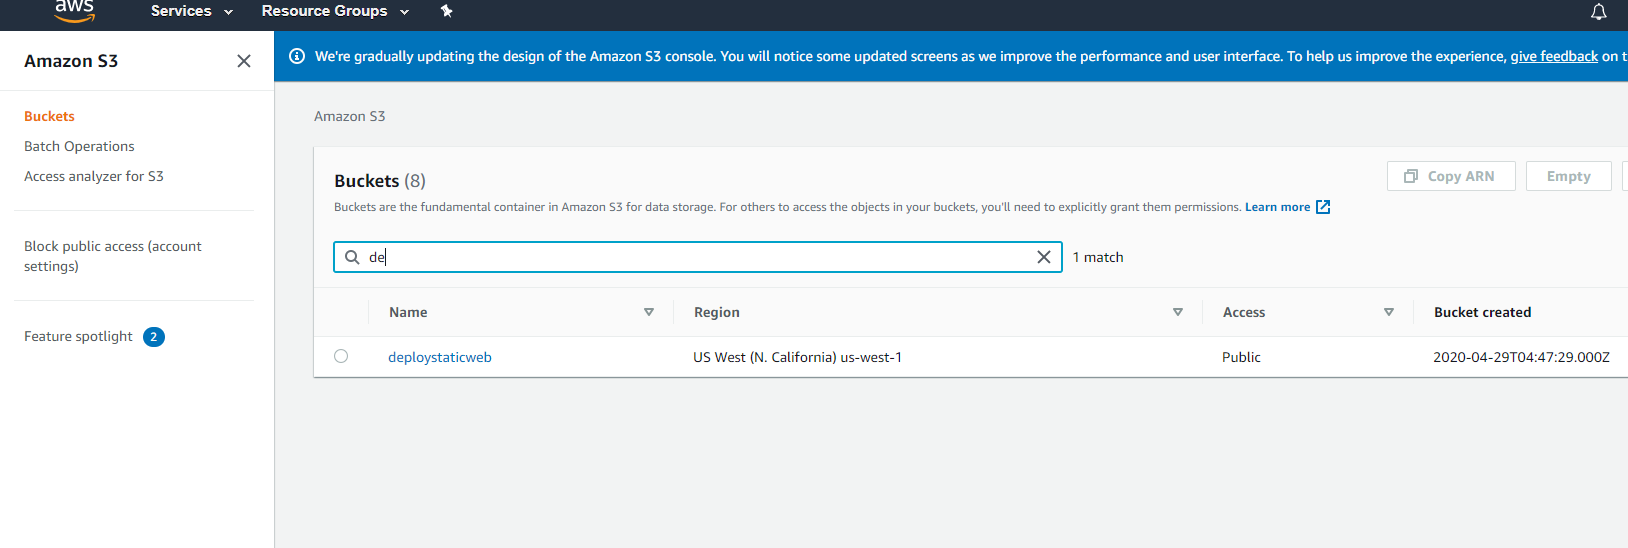 aws Services Resource Groups
Amazon S3
We're gradually updating the design of the Amazon S3 console. You will notice some updated screens as we improve the performance and user interface. To help us improve the experience, give feedback on
Buckets
Batch Operations
Access analyzer for S3
Block public access (account
settings)
Feature spotlight 2
Amazon S3
Buckets (8)
Copy ARN Empty
Buckets are the fundamental container in Amazon S3 for data storage. For others to access the objects in your buckets, you'll need to explicitly grant them permissions. Learn more
de 1 match
Name Region Access Bucket created
deploystaticweb US West (N. California) us-west-1 Public 2020-04-29T04:47:29.000Z